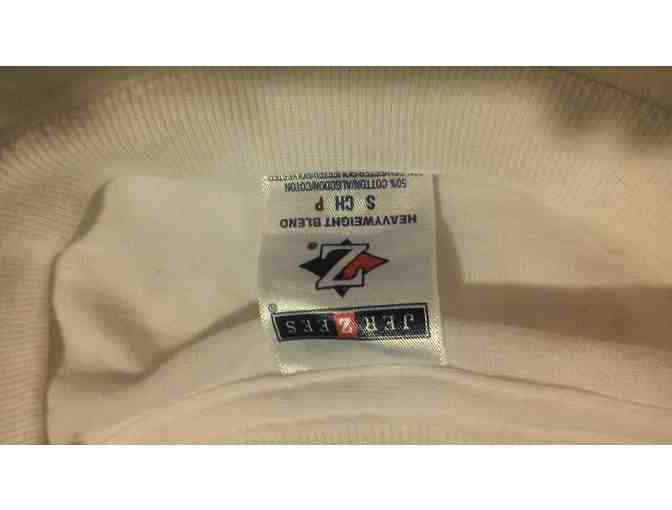 JERZEES®
Z®
HEAVYWEIGHT BLEND
S CH P
50% COTTON/ALGODON/COTON